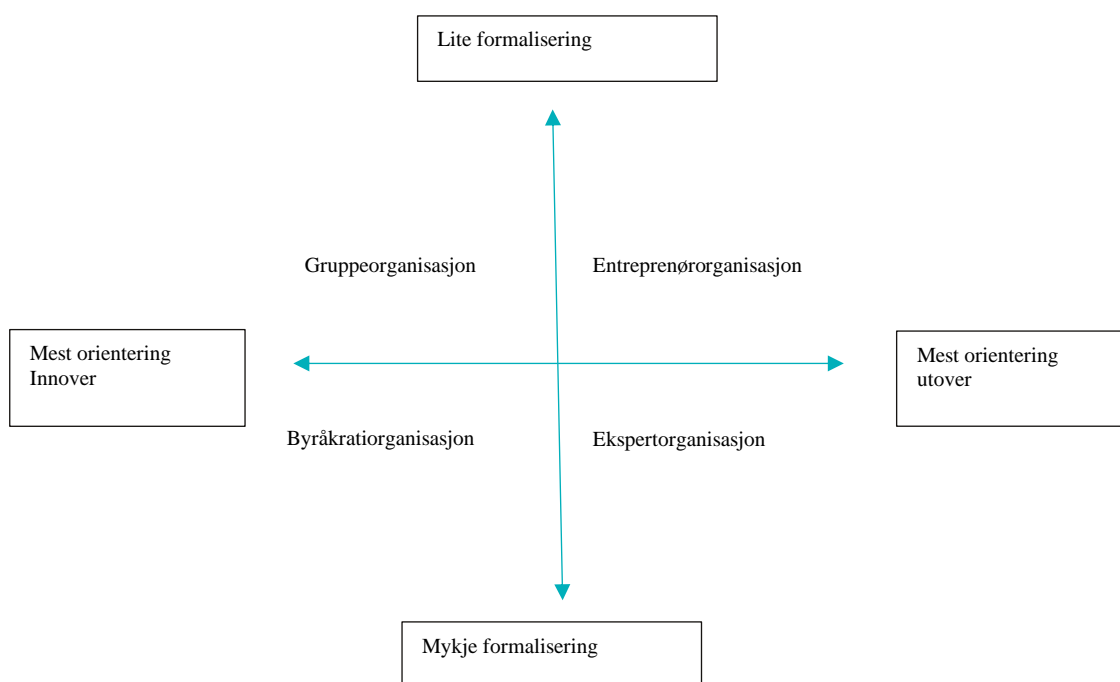 Lite formalisering
Gruppeorganisasjon
Entreprenørorganisasjon
Mest orientering
Innover
Mest orientering
utover
Byråkratiorganisasjon
Ekspertorganisasjon
Mykje formalisering